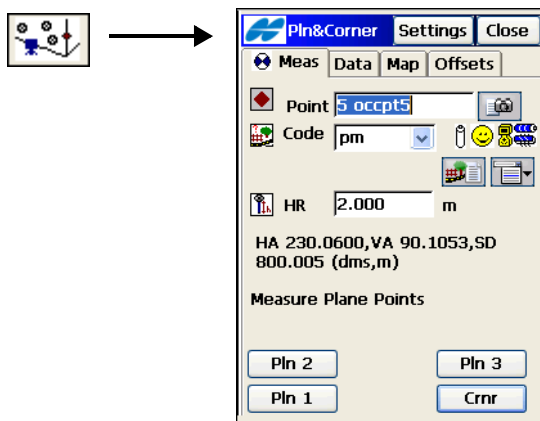 Pln&Corner Settings Close
Meas Data Map Offsets
Point 5 occpt5
Code pm
HR 2.000 m
HA 230.0600,VA 90.1053,SD
800.005 (dms,m)
Measure Plane Points
Pln 2 Pln 3
Pln 1 Crnr